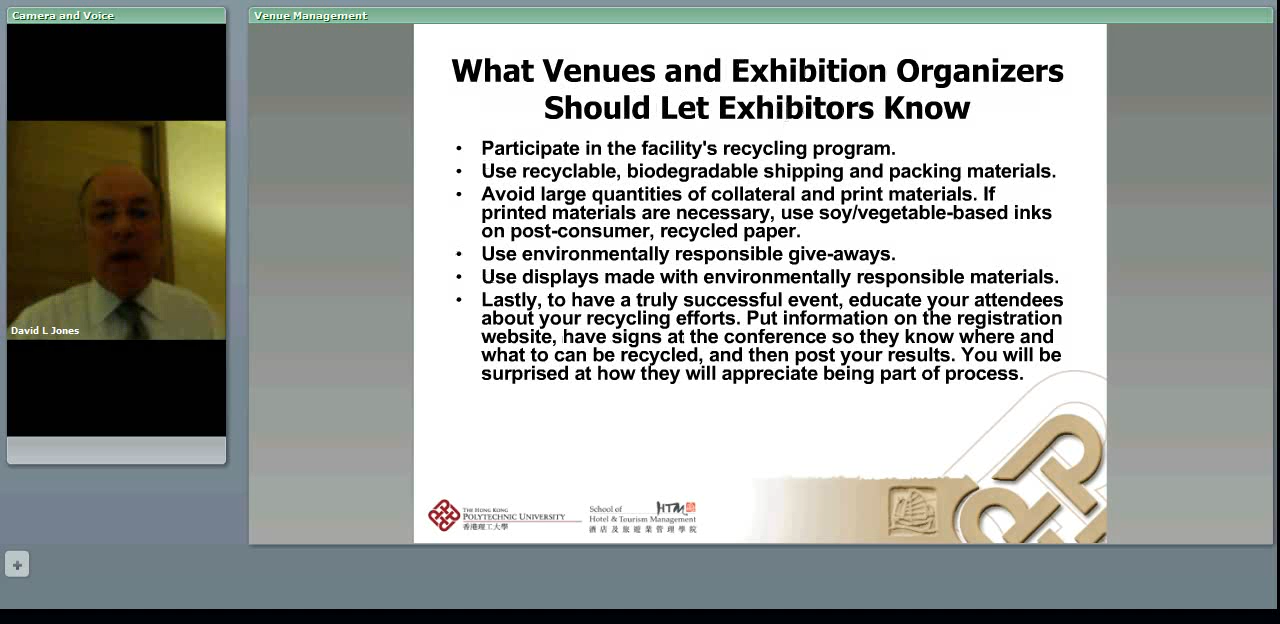 Camera and Voice
Venue Management
David L Jones
What Venues and Exhibition Organizers
Should Let Exhibitors Know
• Participate in the facility's recycling program.
• Use recyclable, biodegradable shipping and packing materials.
• Avoid large quantities of collateral and print materials. If
printed materials are necessary, use soy/vegetable-based inks
on post-consumer, recycled paper.
• Use environmentally responsible give-aways.
• Use displays made with environmentally responsible materials.
• Lastly, to have a truly successful event, educate your attendees
about your recycling efforts. Put information on the registration
website, have signs at the conference so they know where and
what to can be recycled, and then post your results. You will be
surprised at how they will appreciate being part of process.
THE HONG KONG
POLYTECHNIC UNIVERSITY
香港理工大學
School of
HTM
Hotel & Tourism Management
酒店及旅遊業管理學院